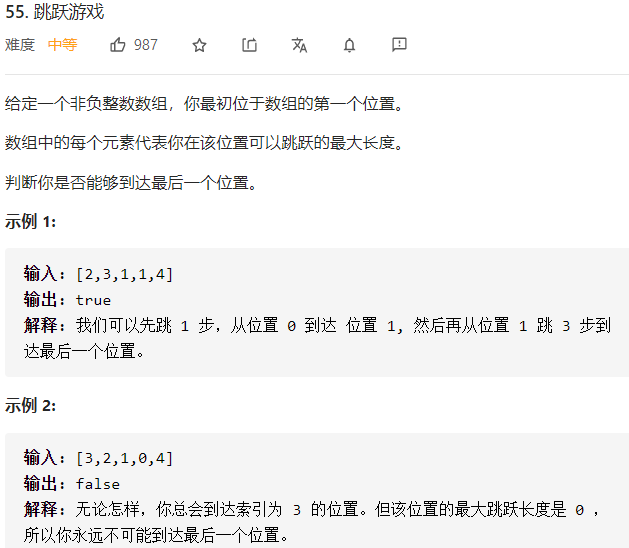 55. 跳跃游戏
难度 中等 987
给定一个非负整数数组，你最初位于数组的第一个位置。
数组中的每个元素代表你在该位置可以跳跃的最大长度。
判断你是否能够到达最后一个位置。
示例 1:
输入: [2,3,1,1,4]
输出: true
解释: 我们可以先跳 1 步，从位置 0 到达 位置 1, 然后再从位置 1 跳 3 步到
达最后一个位置。
示例 2:
输入: [3,2,1,0,4]
输出: false
解释: 无论怎样，你总会到达索引为 3 的位置。但该位置的最大跳跃长度是 0 ，
所以你永远不可能到达最后一个位置。